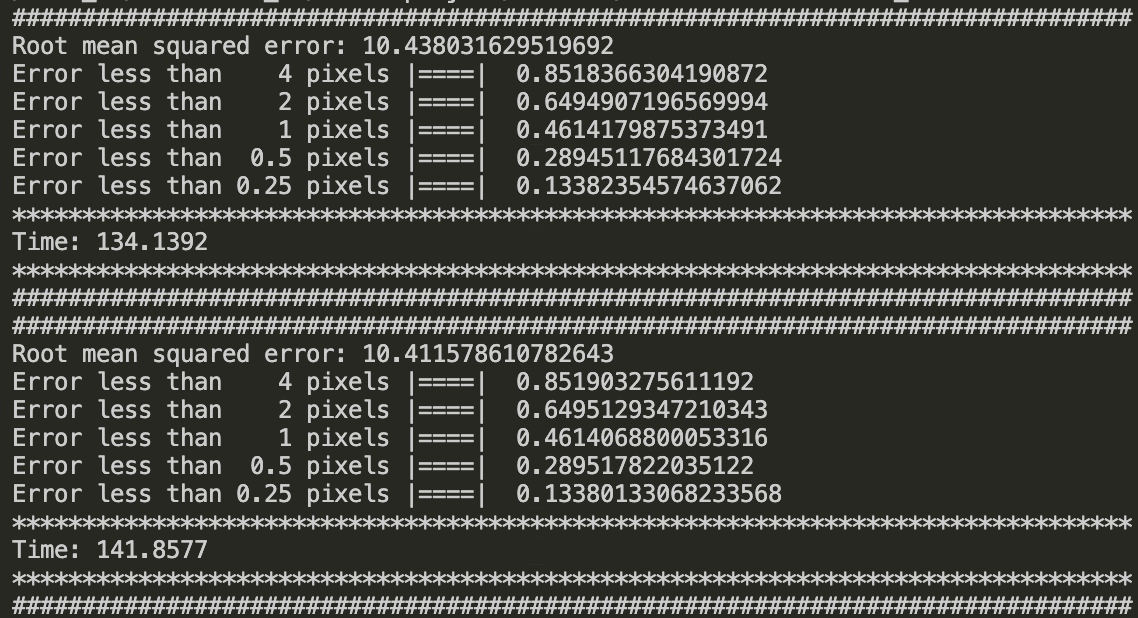 ################################################################################
Root mean squared error: 10.438031629519692
Error less than    4 pixels |====|  0.8518366304190872
Error less than    2 pixels |====|  0.6494907196569994
Error less than    1 pixels |====|  0.4614179875373491
Error less than  0.5 pixels |====|  0.28945117684301724
Error less than 0.25 pixels |====|  0.13382354574637062
********************************************************************************
Time: 134.1392
********************************************************************************
################################################################################
################################################################################
Root mean squared error: 10.411578610782643
Error less than    4 pixels |====|  0.851903275611192
Error less than    2 pixels |====|  0.6495129347210343
Error less than    1 pixels |====|  0.4614068800053316
Error less than  0.5 pixels |====|  0.289517822035122
Error less than 0.25 pixels |====|  0.13380133068233568
********************************************************************************
Time: 141.8577
********************************************************************************
################################################################################